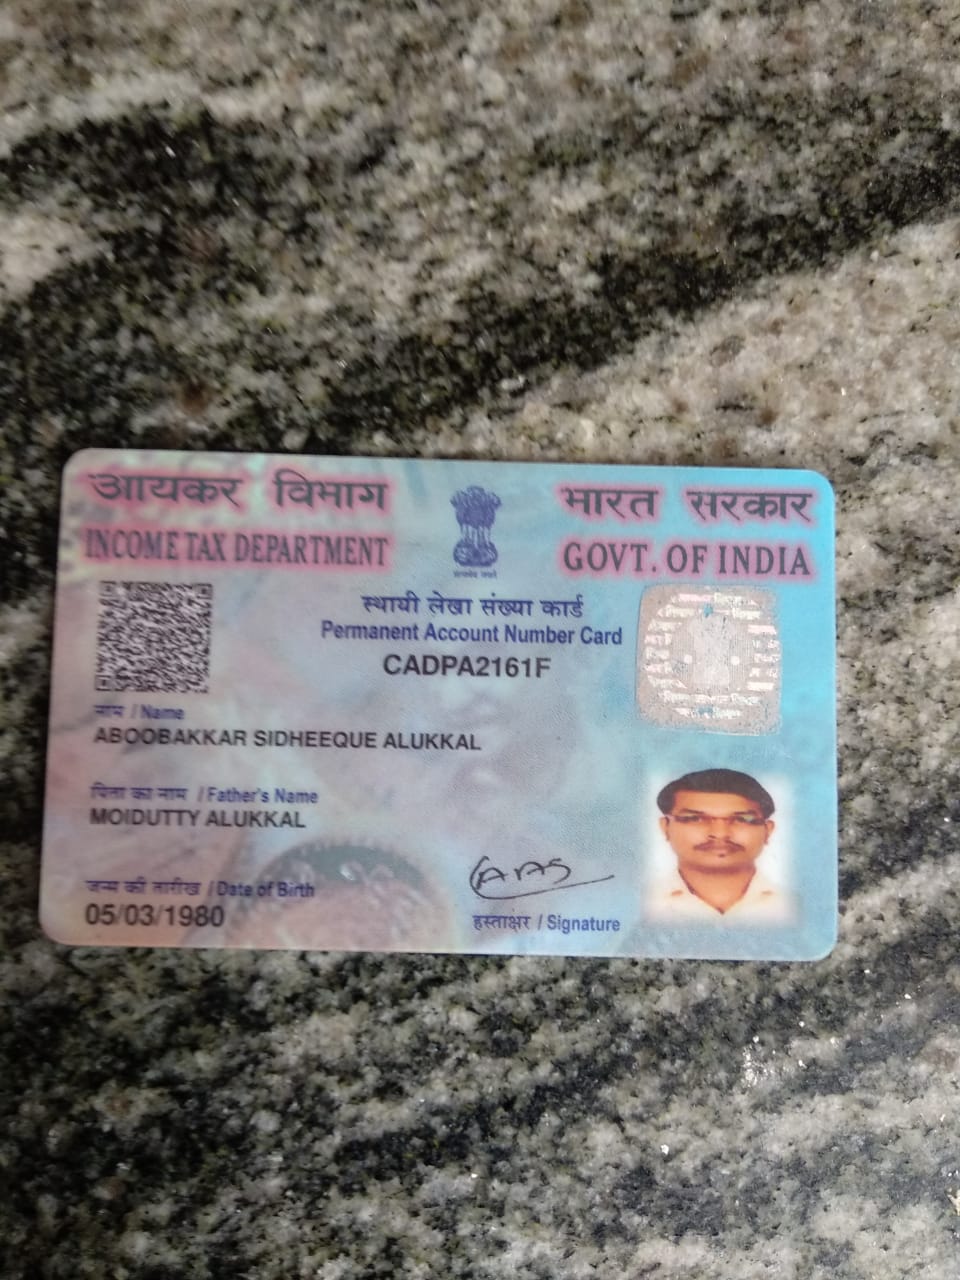 आयकर विभाग
INCOME TAX DEPARTMENT
भारत सरकार
GOVT. OF INDIA
सत्यमेव जयते
स्थायी लेखा संख्या कार्ड
Permanent Account Number Card
CADPA2161F
नाम / Name
ABOOBAKKAR SIDHEEQUE ALUKKAL
पिता का नाम / Father's Name
MOIDUTTY ALUKKAL
जन्म की तारीख / Date of Birth
05/03/1980
हस्ताक्षर / Signature